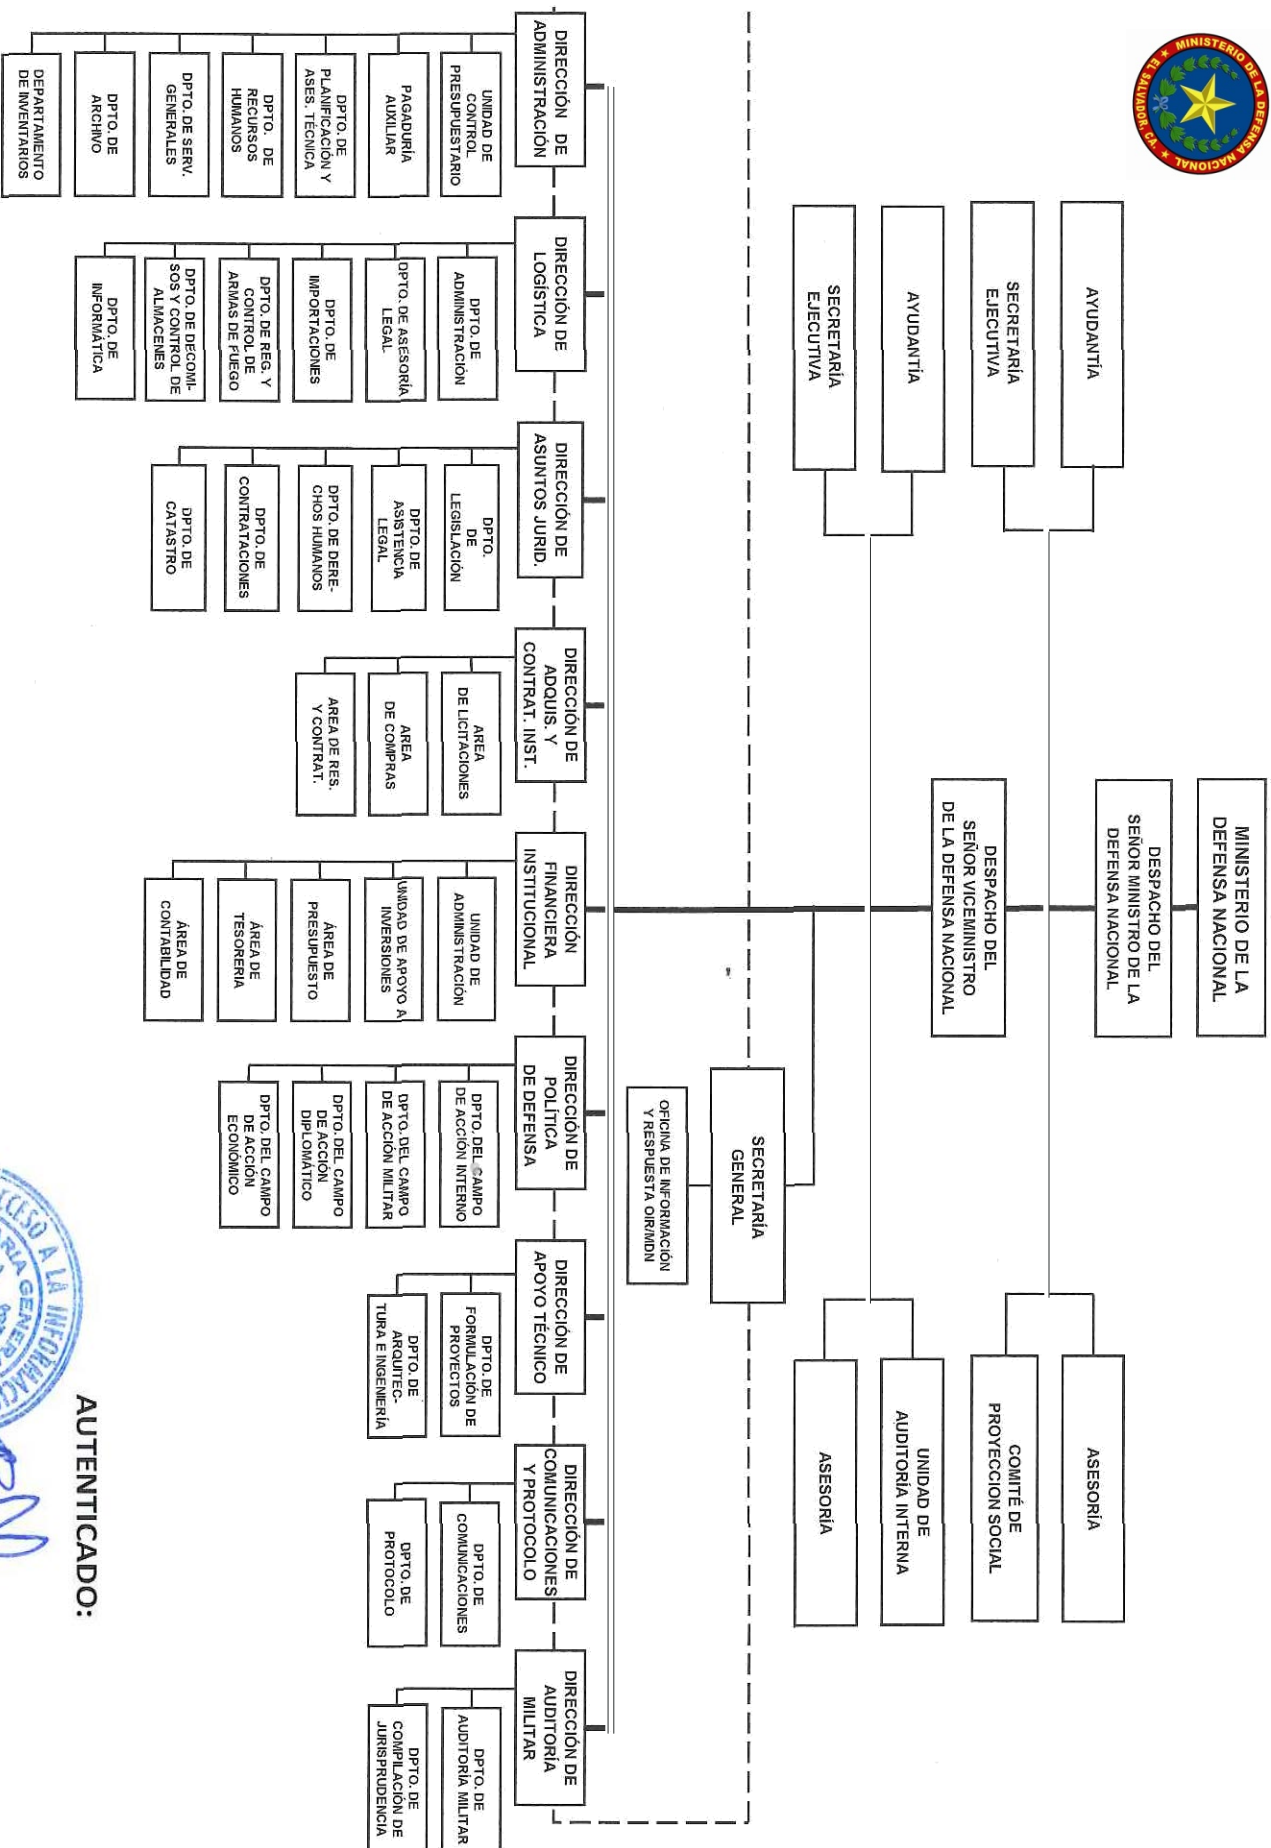 MINISTERIO DE LA DEFENSA NACIONAL
EL SALVADOR, C.A.
MINISTERIO DE LA
DEFENSA NACIONAL
DESPACHO DEL
SEÑOR MINISTRO DE LA
DEFENSA NACIONAL
AYUDANTÍA
SECRETARÍA
EJECUTIVA
ASESORÍA
COMITÉ DE
PROYECCION SOCIAL
DESPACHO DEL
SEÑOR VICEMINISTRO
DE LA DEFENSA NACIONAL
AYUDANTÍA
SECRETARÍA
EJECUTIVA
UNIDAD DE
AUDITORÍA INTERNA
ASESORÍA
SECRETARÍA
GENERAL
OFICINA DE INFORMACIÓN
Y RESPUESTA OIR/MDN
DIRECCIÓN DE
ADMINISTRACIÓN
UNIDAD DE
CONTROL
PRESUPUESTARIO
PAGADURÍA
AUXILIAR
DPTO. DE
PLANIFICACIÓN Y
ASES. TÉCNICA
DPTO. DE
RECURSOS
HUMANOS
DPTO. DE SERV.
GENERALES
DPTO. DE
ARCHIVO
DEPARTAMENTO
DE INVENTARIOS
DIRECCIÓN DE
LOGÍSTICA
DPTO. DE
ADMINISTRACIÓN
DPTO. DE ASESORÍA
LEGAL
DPTO. DE
IMPORTACIONES
DPTO. DE REG. Y
CONTROL DE
ARMAS DE FUEGO
DPTO. DE DECOMI-
SOS Y CONTROL DE
ALMACENES
DPTO. DE
INFORMÁTICA
DIRECCIÓN DE
ASUNTOS JURID.
DPTO.
DE
LEGISLACIÓN
DPTO. DE
ASISTENCIA
LEGAL
DPTO. DE DERE-
CHOS HUMANOS
DPTO. DE
CONTRATACIONES
DPTO. DE
CATASTRO
DIRECCIÓN DE
ADQUIS. Y
CONTRAT. INST.
AREA
DE LICITACIONES
AREA
DE COMPRAS
AREA DE RES.
Y CONTRAT.
DIRECCIÓN
FINANCIERA
INSTITUCIONAL
UNIDAD DE
ADMINISTRACIÓN
UNIDAD DE APOYO A
INVERSIONES
ÁREA DE
PRESUPUESTO
ÁREA DE
TESORERIA
ÁREA DE
CONTABILIDAD
DIRECCIÓN DE
POLÍTICA
DE DEFENSA
DPTO. DEL CAMPO
DE ACCIÓN INTERNO
DPTO. DEL CAMPO
DE ACCIÓN MILITAR
DPTO. DEL CAMPO
DE ACCIÓN
DIPLOMÁTICO
DPTO. DEL CAMPO
DE ACCIÓN
ECONÓMICO
DIRECCIÓN DE
APOYO TÉCNICO
DPTO. DE
FORMULACIÓN DE
PROYECTOS
DPTO. DE
ARQUITEC-
TURA E INGENIERÍA
DIRECCIÓN DE
COMUNICACIONES
Y PROTOCOLO
DPTO. DE
COMUNICACIONES
DPTO. DE
PROTOCOLO
DIRECCIÓN DE
AUDITORÍA
MILITAR
DPTO. DE
AUDITORÍA MILITAR
DPTO. DE
COMPILACIÓN DE
JURISPRUDENCIA
AUTENTICADO:
A LA